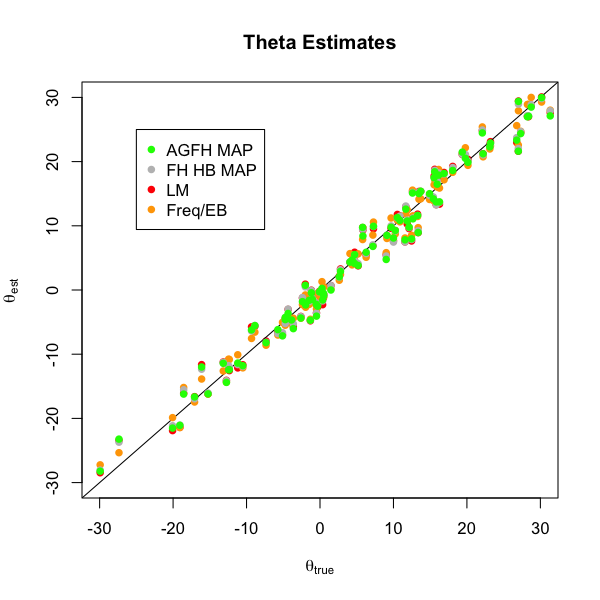 Theta Estimates
30
20
10
0
-10
-20
-30
θest
AGFH MAP
FH HB MAP
LM
Freq/EB
-30 -20 -10 0 10 20 30
θtrue